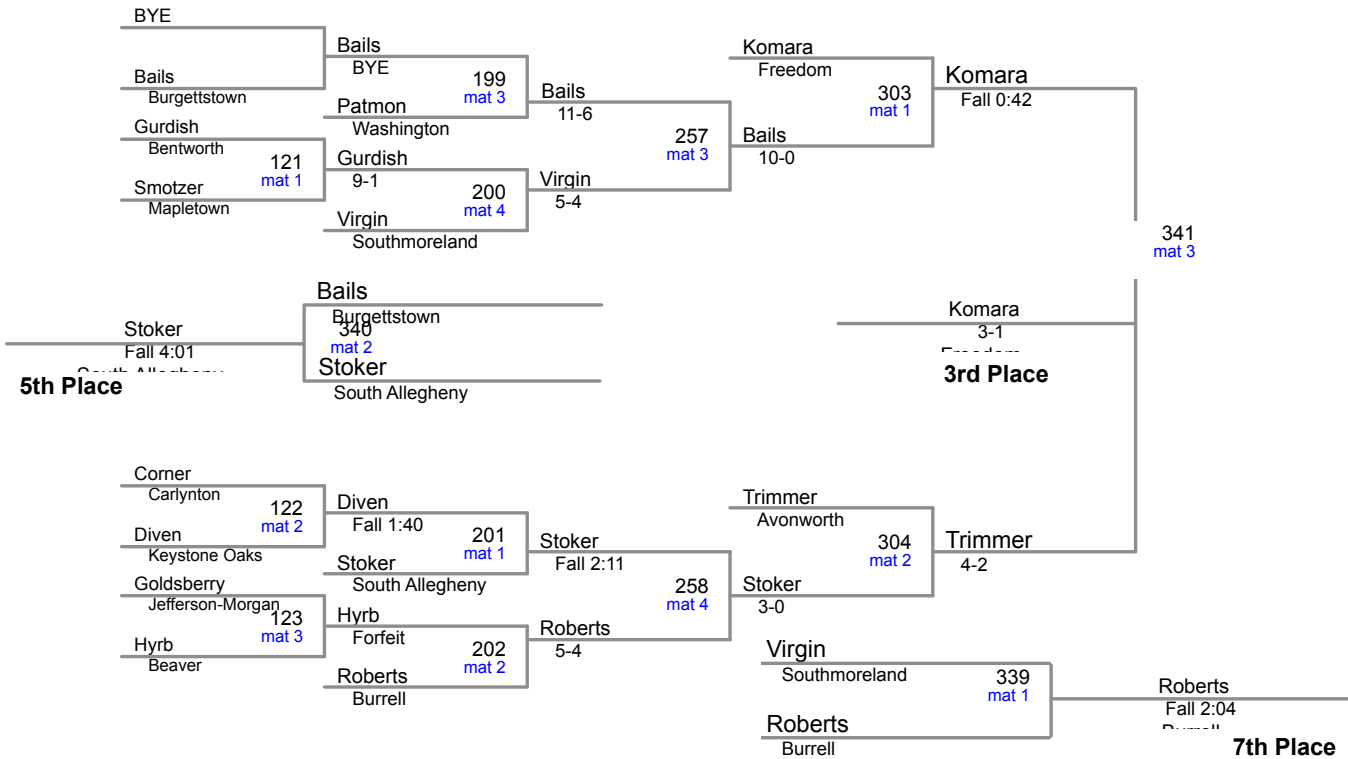 BYE
Bails
Burgettstown
Bails
BYE
199
mat 3
Patmon
Washington
Gurdish
Bentworth
121
mat 1
Smotzer
Mapletown
Gurdish
9-1
200
mat 4
Virgin
Southmoreland
Bails
11-6
257
mat 3
Virgin
5-4
Komara
Freedom
303
mat 1
Bails
10-0
Komara
Fall 0:42
341
mat 3
Bails
Burgettstown
340
mat 2
Stoker
South Allegheny
Stoker
Fall 4:01
South Allegheny
5th Place
Komara
3-1
Freedom
3rd Place
Corner
Carlynton
122
mat 2
Diven
Keystone Oaks
Diven
Fall 1:40
201
mat 1
Stoker
South Allegheny
Goldsberry
Jefferson-Morgan
123
mat 3
Hyrb
Beaver
Hyrb
Forfeit
202
mat 2
Roberts
Burrell
Stoker
Fall 2:11
258
mat 4
Roberts
5-4
Trimmer
Avonworth
304
mat 2
Stoker
3-0
Trimmer
4-2
Virgin
Southmoreland
339
mat 1
Roberts
Burrell
Roberts
Fall 2:04
Burrell
7th Place